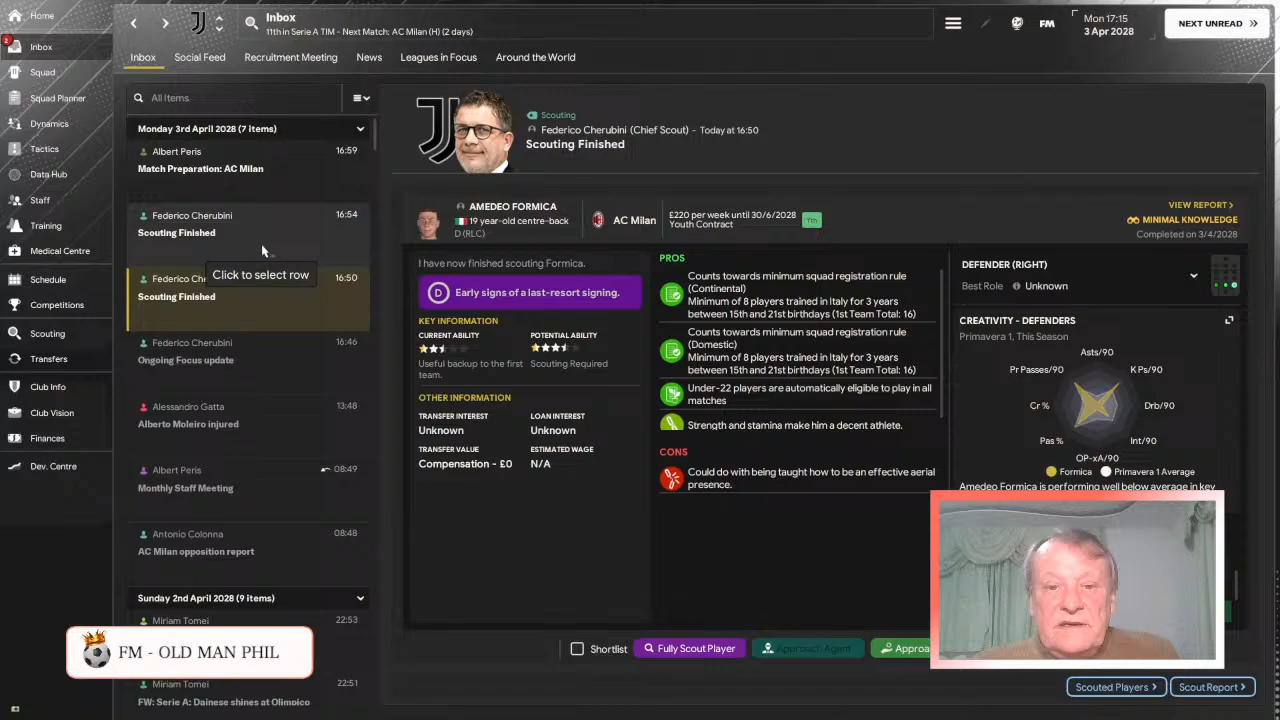 Home
Inbox
2
Squad
Squad Planner
Dynamics
Tactics
Data Hub
Staff
Training
Medical Centre
Schedule
Competitions
Scouting
Transfers
Club Info
Club Vision
Finances
Dev. Centre
Inbox
11th in Serie A TIM - Next Match: AC Milan (H) (2 days)
FM
Mon 17:15
3 Apr 2028
NEXT UNREAD
Inbox
Social Feed
Recruitment Meeting
News
Leagues in Focus
Around the World
All Items
Monday 3rd April 2028 (7 items)
Albert Peris 16:59
Match Preparation: AC Milan
Federico Cherubini 16:54
Scouting Finished
Click to select row
Federico Che 16:50
Scouting Finished
Federico Cherubini 16:46
Ongoing Focus update
Alessandro Gatta 13:48
Alberto Moleiro injured
Albert Peris 08:49
Monthly Staff Meeting
Antonio Colonna 08:48
AC Milan opposition report
Sunday 2nd April 2028 (9 items)
Miriam Tomei 22:53
FM - OLD MAN PHIL
Miriam Tomei 22:51
FW: Serie A: Dainese shines at Olimpico
Scouting
Federico Cherubini (Chief Scout) - Today at 16:50
Scouting Finished
AMEDEO FORMICA
19 year-old centre-back
D (RLC)
AC Milan
£220 per week until 30/6/2028
Youth Contract
Yth
VIEW REPORT >
MINIMAL KNOWLEDGE
Completed on 3/4/2028
I have now finished scouting Formica.
D Early signs of a last-resort signing.
KEY INFORMATION
CURRENT ABILITY
POTENTIAL ABILITY
Useful backup to the first
team.
Scouting Required
OTHER INFORMATION
TRANSFER INTEREST
LOAN INTEREST
Unknown
Unknown
TRANSFER VALUE
ESTIMATED WAGE
Compensation - £0
N/A
PROS
Counts towards minimum squad registration rule
(Continental)
Minimum of 8 players trained in Italy for 3 years
between 15th and 21st birthdays (1st Team Total: 16)
Counts towards minimum squad registration rule
(Domestic)
Minimum of 8 players trained in Italy for 3 years
between 15th and 21st birthdays (1st Team Total: 16)
Under-22 players are automatically eligible to play in all
matches
Strength and stamina make him a decent athlete.
CONS
Could do with being taught how to be an effective aerial
presence.
DEFENDER (RIGHT)
Best Role Unknown
CREATIVITY - DEFENDERS
Primavera 1, This Season
Asts/90
Pr Passes/90
K Ps/90
Cr %
Drb/90
Pas %
Int/90
OP-xA/90
Formica
Primavera 1 Average
Amedeo Formica is performing well below average in key
Shortlist
Fully Scout Player
Approach Agent
Approa
Scouted Players >
Scout Report >